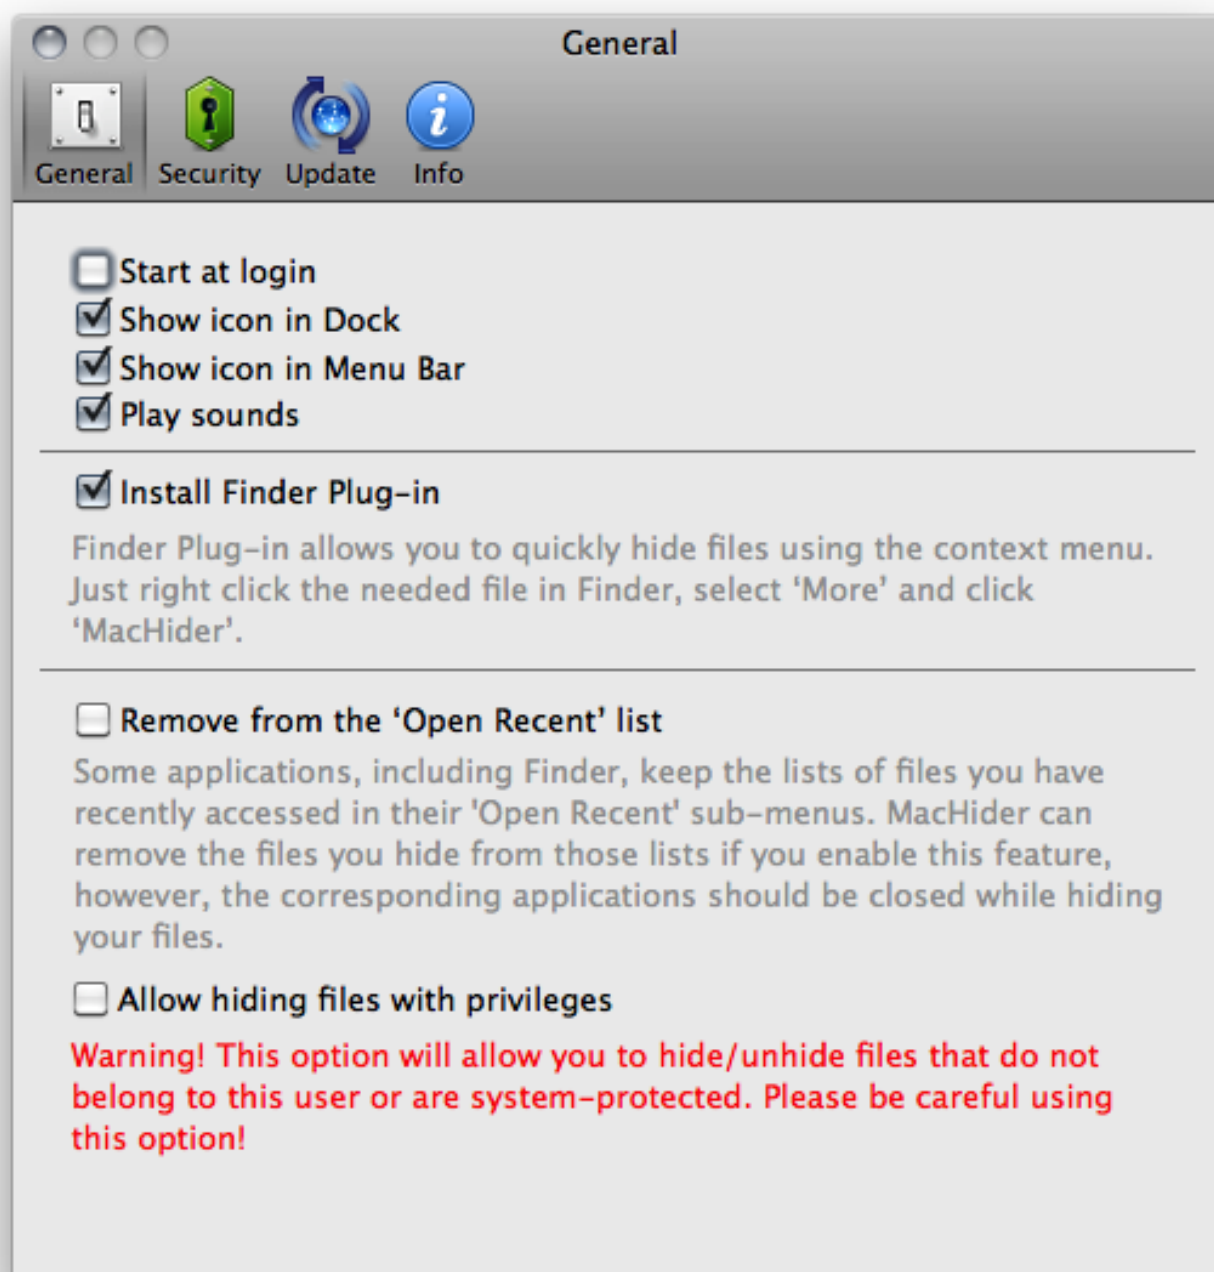 General
General
Security
Update
Info
Start at login
Show icon in Dock
Show icon in Menu Bar
Play sounds
Install Finder Plug-in
Finder Plug-in allows you to quickly hide files using the context menu.
Just right click the needed file in Finder, select ‘More’ and click
‘MacHider’.
Remove from the ‘Open Recent’ list
Some applications, including Finder, keep the lists of files you have
recently accessed in their 'Open Recent' sub-menus. MacHider can
remove the files you hide from those lists if you enable this feature,
however, the corresponding applications should be closed while hiding
your files.
Allow hiding files with privileges
Warning! This option will allow you to hide/unhide files that do not
belong to this user or are system-protected. Please be careful using
this option!